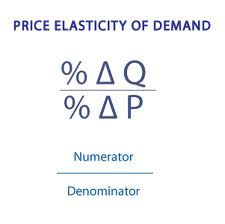 PRICE ELASTICITY OF DEMAND
% Δ Q
% Δ P
Numerator
Denominator